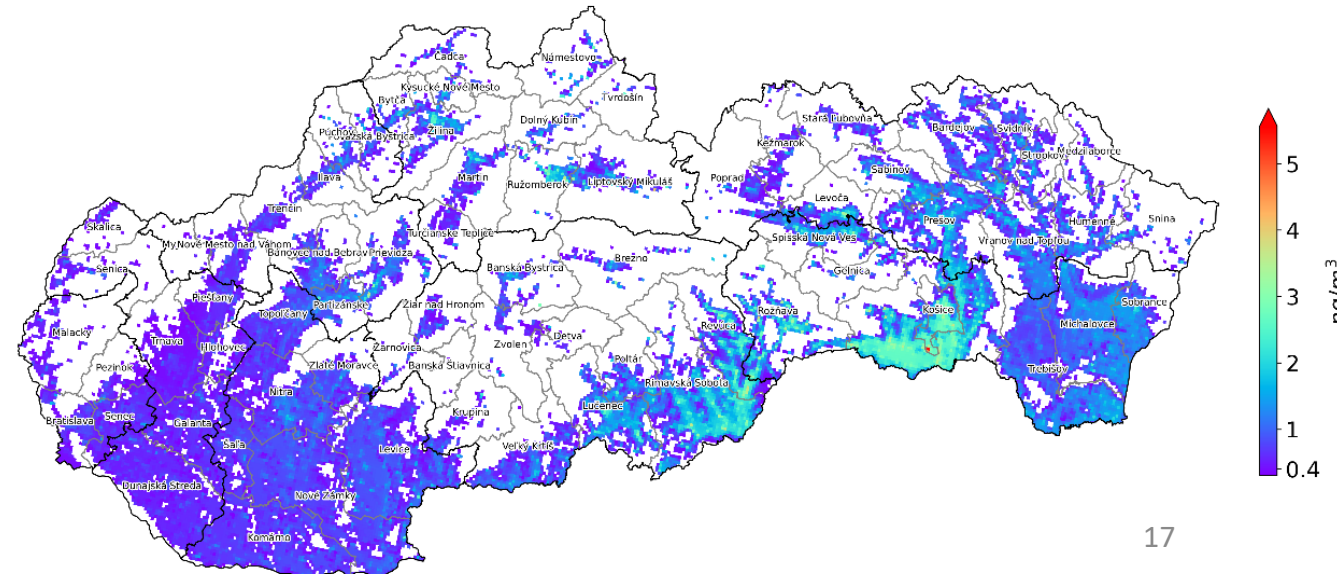 Čadca
Námestovo
Kysucké Nové Mesto
Tvrdošín
Bytča
Dolný Kubín
Stará Ľubovňa
Bardejov
Svidník
Púchov
Považská Bystrica
Žilina
Kežmarok
Stropkov
Medzilaborce
Ilava
Martin
Ružomberok
Liptovský Mikuláš
Poprad
Sabinov
Levoča
Trenčín
Prešov
Humenné
Snina
Skalica
Turčianske Teplice
Spišská Nová Ves
Vranov nad Topľou
My
Nové Mesto nad Váhom
Bánovce nad Bebrav
Prievidza
Senica
Banská Bystrica
Brezno
Gelnica
Piešťany
Partizánske
Žiar nad Hronom
Rožňava
Košice
Sobrance
Malacky
Topoľčany
Revúca
Michalovce
Trnava
Hlohovec
Žarnovica
Zvolen
Detva
Poltár
Pezinok
Zlaté Moravce
Banská Štiavnica
Rimavská Sobota
Trebišov
Nitra
Krupina
Lučenec
Bratislava
Senec
Galanta
Šaľa
Levice
Veľký Krtíš
Dunajská Streda
Nové Zámky
Komárno
5
4
3
2
1
0.4
ng/m³
17